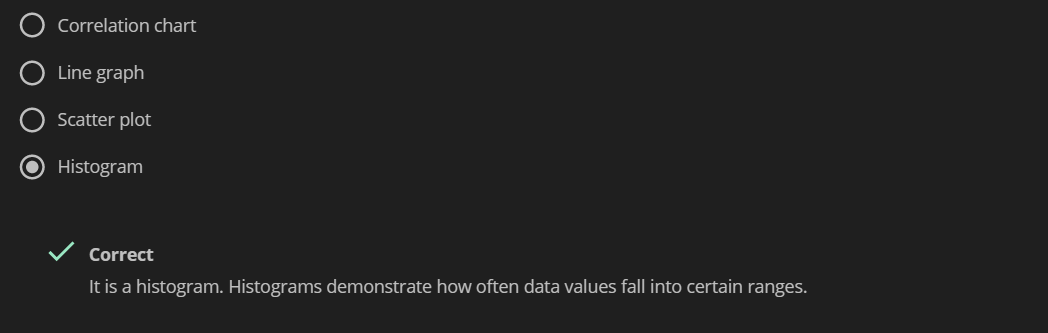 Correlation chart
Line graph
Scatter plot
Histogram
Correct
It is a histogram. Histograms demonstrate how often data values fall into certain ranges.